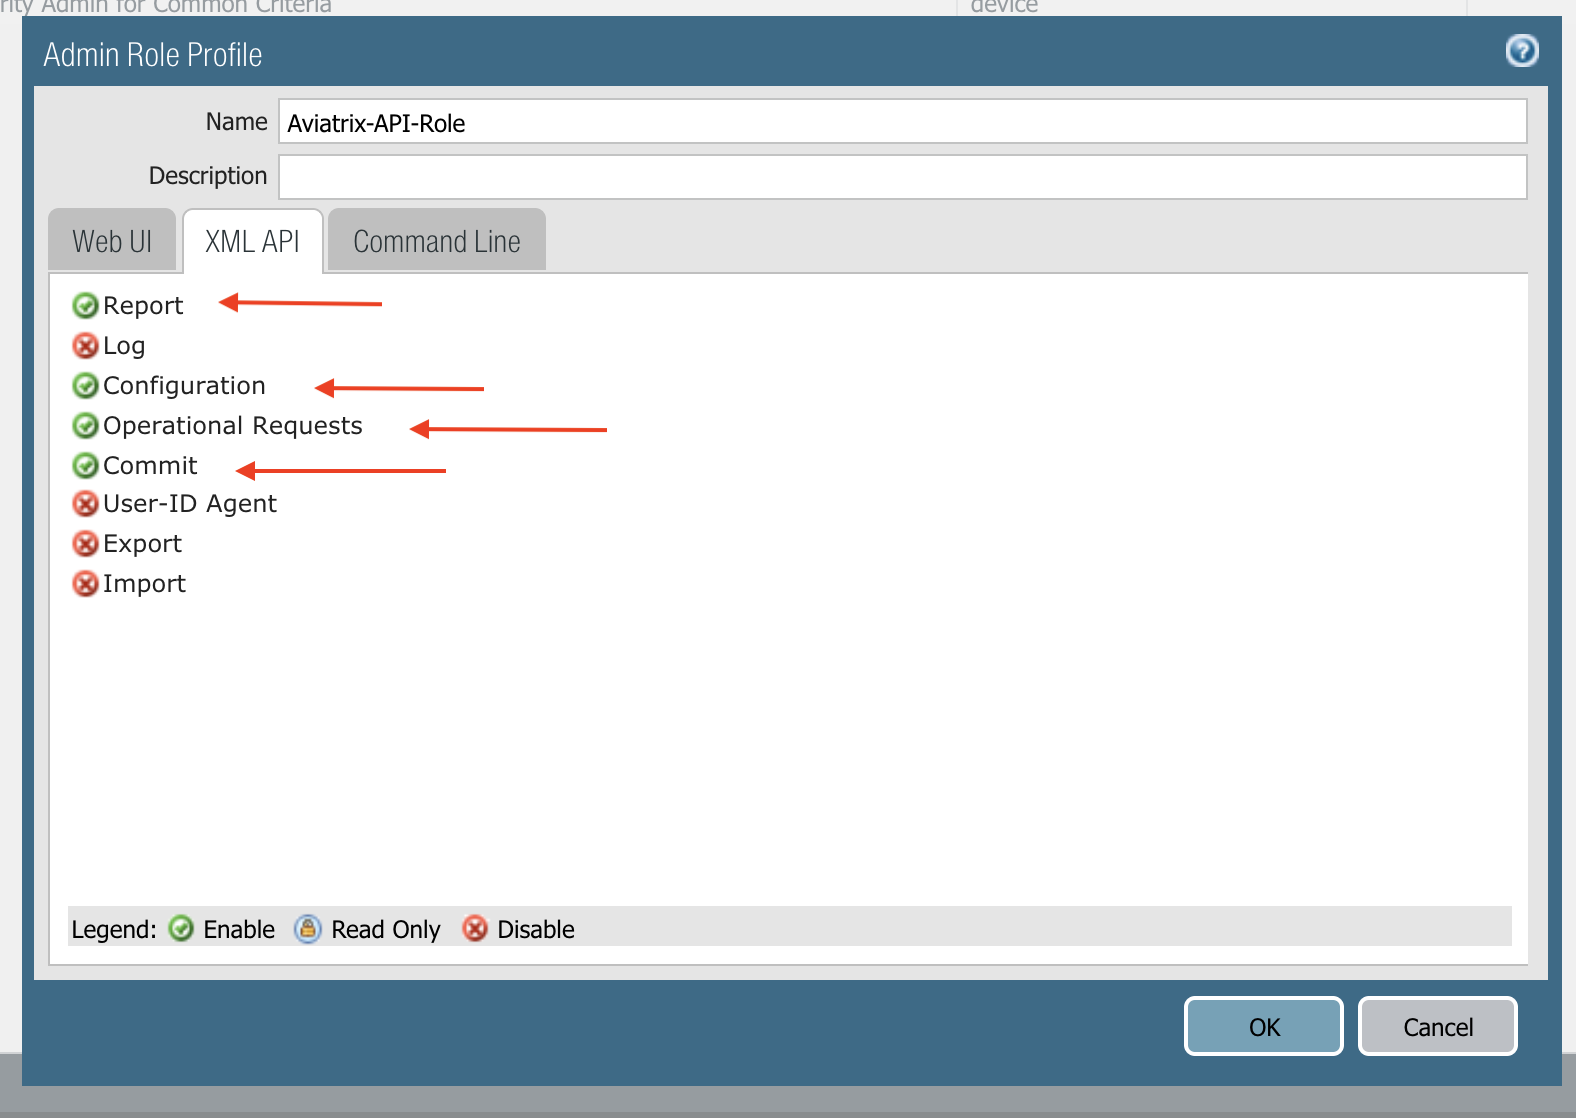 rity Admin for Common Criteria
device
Admin Role Profile
?
Name
Aviatrix-API-Role
Description
Web UI
XML API
Command Line
Report
Log
Configuration
Operational Requests
Commit
User-ID Agent
Export
Import
Legend: Enable Read Only Disable
OK
Cancel